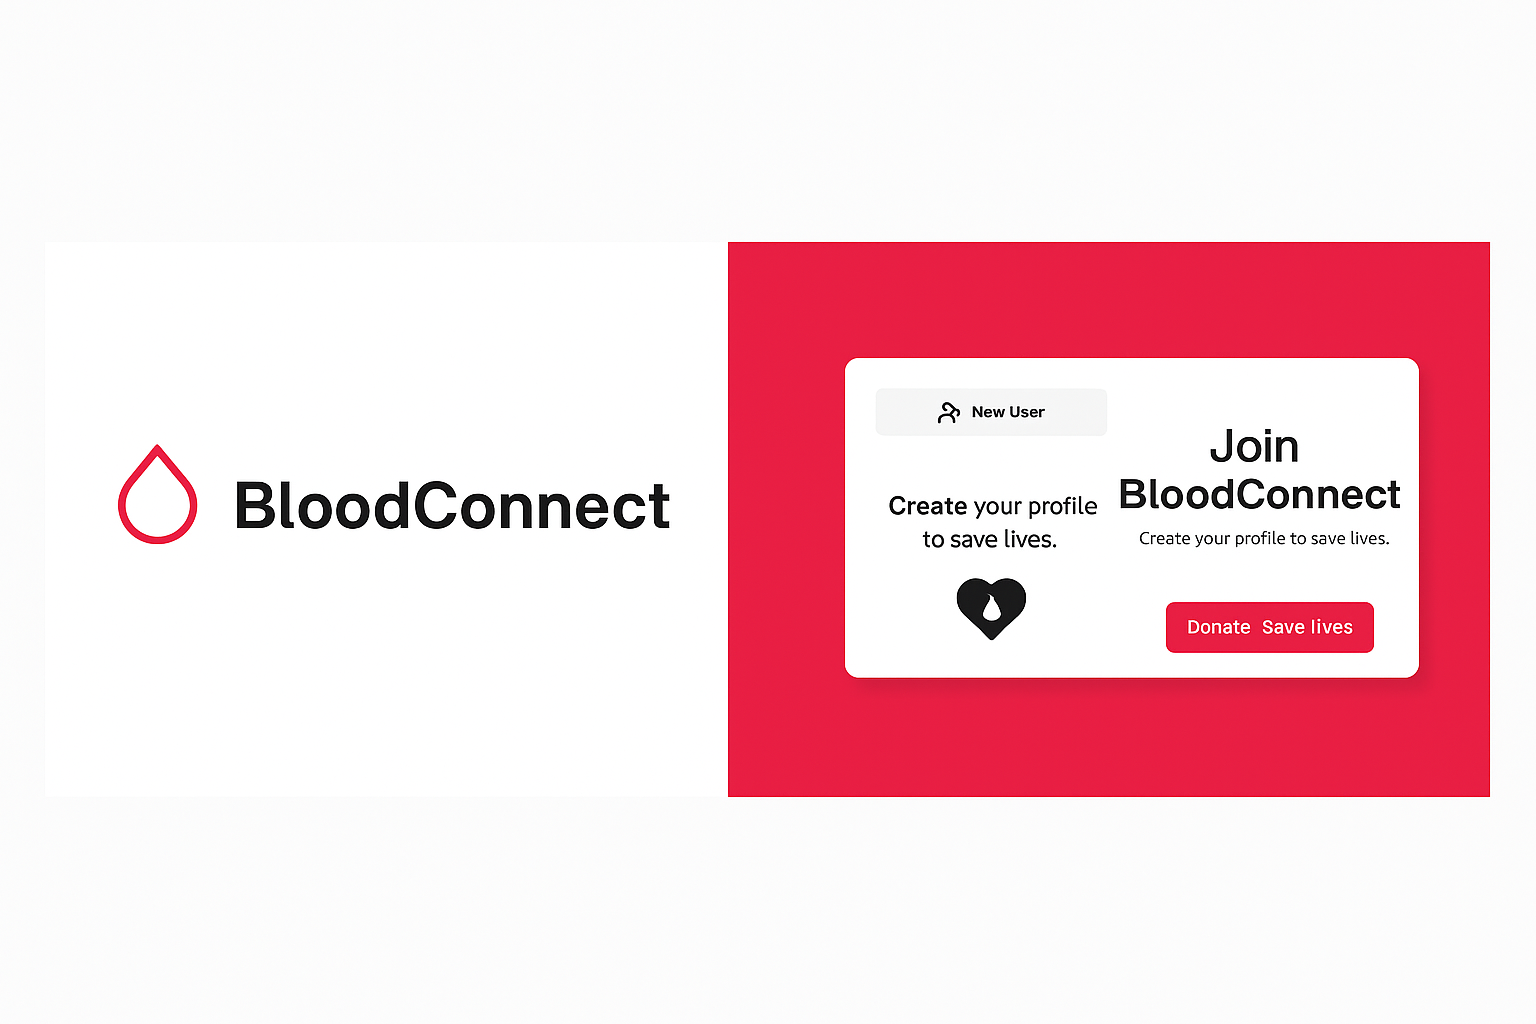 BloodConnect
New User
Create your profile
to save lives.
Join
BloodConnect
Create your profile to save lives.
Donate Save lives